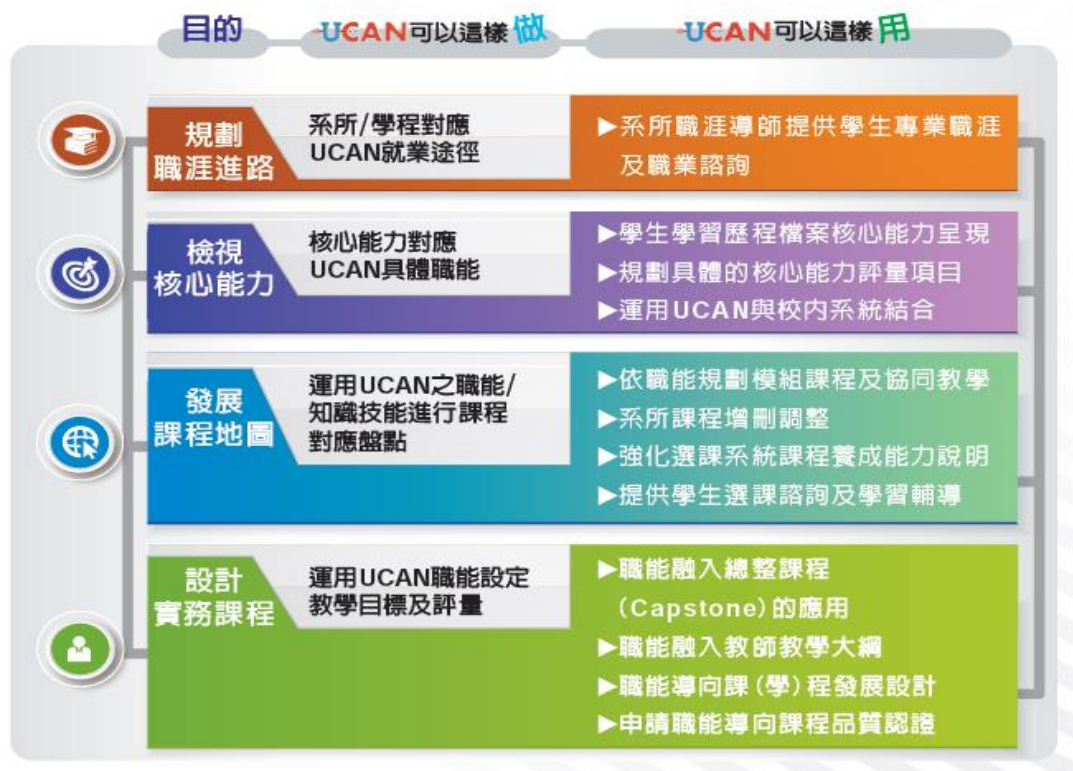 目的
UCAN可以這樣做
UCAN可以這樣用
規劃
職涯進路
系所/學程對應
UCAN就業途徑
▶系所職涯導師提供學生專業職涯
及職業諮詢
檢視
核心能力
核心能力對應
UCAN具體職能
▶學生學習歷程檔案核心能力呈現
▶規劃具體的核心能力評量項目
▶運用UCAN與校內系統結合
發展
課程地圖
運用UCAN之職能/
知識技能進行課程
對應盤點
▶依職能規劃模組課程及協同教學
▶系所課程增刪調整
▶強化選課系統課程養成能力說明
▶提供學生選課諮詢及學習輔導
設計
實務課程
運用UCAN職能設定
教學目標及評量
▶職能融入總整課程
(Capstone)的應用
▶職能融入教師教學大綱
▶職能導向課(學)程發展設計
▶申請職能導向課程品質認證